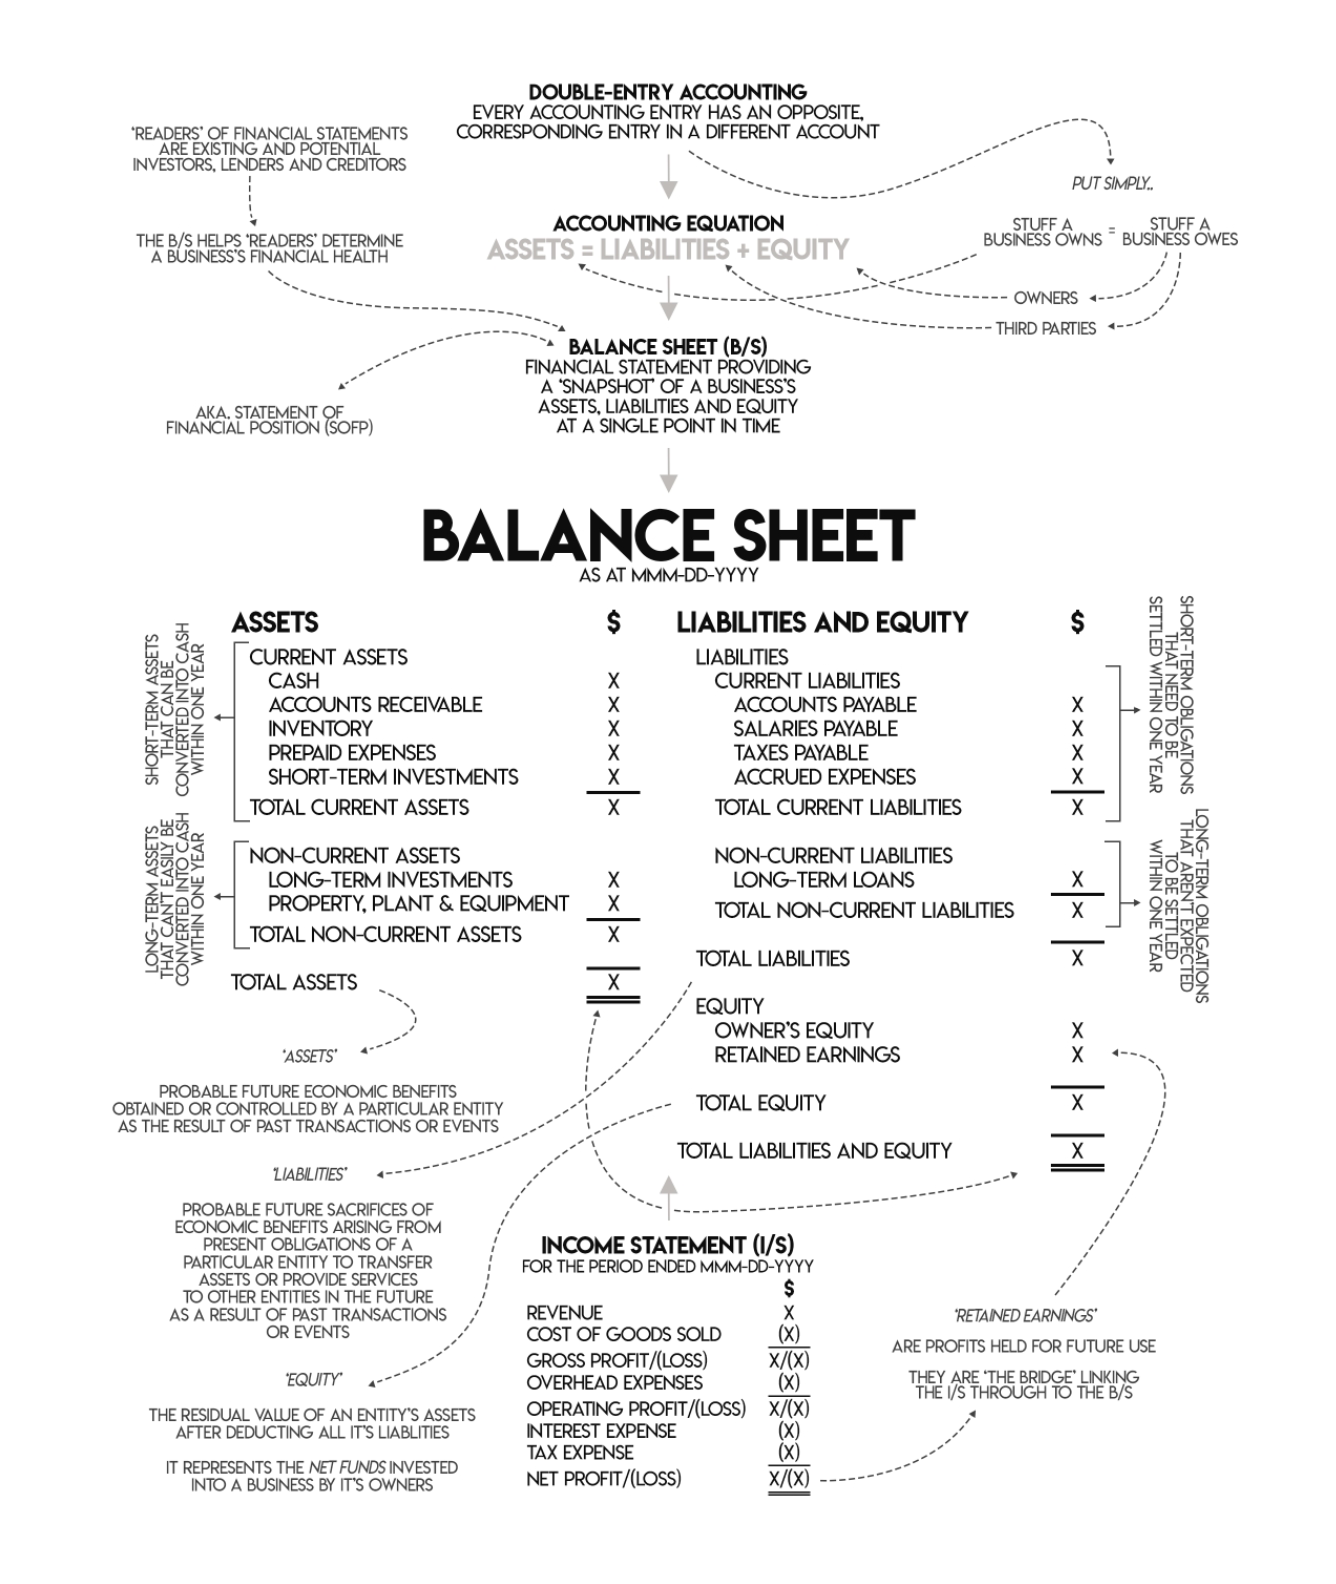 DOUBLE-ENTRY ACCOUNTING
EVERY ACCOUNTING ENTRY HAS AN OPPOSITE,
CORRESPONDING ENTRY IN A DIFFERENT ACCOUNT
'READERS' OF FINANCIAL STATEMENTS
ARE EXISTING AND POTENTIAL
INVESTORS, LENDERS AND CREDITORS
PUT SIMPLY..
ACCOUNTING EQUATION
ASSETS = LIABILITIES + EQUITY
STUFF A
BUSINESS OWNS
=
STUFF A
BUSINESS OWES
THE B/S HELPS 'READERS' DETERMINE
A BUSINESS'S FINANCIAL HEALTH
OWNERS
THIRD PARTIES
BALANCE SHEET (B/S)
FINANCIAL STATEMENT PROVIDING
A 'SNAPSHOT' OF A BUSINESS'S
ASSETS, LIABILITIES AND EQUITY
AT A SINGLE POINT IN TIME
AKA. STATEMENT OF
FINANCIAL POSITION (SOFP)
BALANCE SHEET
AS AT MMM-DD-YYYY
ASSETS $
CURRENT ASSETS
CASH X
ACCOUNTS RECEIVABLE X
INVENTORY X
PREPAID EXPENSES X
SHORT-TERM INVESTMENTS X
TOTAL CURRENT ASSETS X
NON-CURRENT ASSETS
LONG-TERM INVESTMENTS X
PROPERTY, PLANT & EQUIPMENT X
TOTAL NON-CURRENT ASSETS X
TOTAL ASSETS X
SHORT-TERM ASSETS
THAT CAN BE
CONVERTED INTO CASH
WITHIN ONE YEAR
LONG-TERM ASSETS
THAT CAN'T EASILY BE
CONVERTED INTO CASH
WITHIN ONE YEAR
LIABILITIES AND EQUITY $
LIABILITIES
CURRENT LIABILITIES
ACCOUNTS PAYABLE X
SALARIES PAYABLE X
TAXES PAYABLE X
ACCRUED EXPENSES X
TOTAL CURRENT LIABILITIES X
NON-CURRENT LIABILITIES
LONG-TERM LOANS X
TOTAL NON-CURRENT LIABILITIES X
TOTAL LIABILITIES X
EQUITY
OWNER'S EQUITY X
RETAINED EARNINGS X
TOTAL EQUITY X
TOTAL LIABILITIES AND EQUITY X
SHORT-TERM OBLIGATIONS
THAT NEED TO BE
SETTLED WITHIN ONE YEAR
LONG-TERM OBLIGATIONS
THAT AREN'T EXPECTED
TO BE SETTLED
WITHIN ONE YEAR
'ASSETS'
PROBABLE FUTURE ECONOMIC BENEFITS
OBTAINED OR CONTROLLED BY A PARTICULAR ENTITY
AS THE RESULT OF PAST TRANSACTIONS OR EVENTS
'LIABILITIES'
PROBABLE FUTURE SACRIFICES OF
ECONOMIC BENEFITS ARISING FROM
PRESENT OBLIGATIONS OF A
PARTICULAR ENTITY TO TRANSFER
ASSETS OR PROVIDE SERVICES
TO OTHER ENTITIES IN THE FUTURE
AS A RESULT OF PAST TRANSACTIONS
OR EVENTS
'EQUITY'
THE RESIDUAL VALUE OF AN ENTITY'S ASSETS
AFTER DEDUCTING ALL IT'S LIABLITIES
IT REPRESENTS THE NET FUNDS INVESTED
INTO A BUSINESS BY IT'S OWNERS
INCOME STATEMENT (I/S)
FOR THE PERIOD ENDED MMM-DD-YYYY
$
REVENUE X
COST OF GOODS SOLD (X)
GROSS PROFIT/(LOSS) X/(X)
OVERHEAD EXPENSES (X)
OPERATING PROFIT/(LOSS) X/(X)
INTEREST EXPENSE (X)
TAX EXPENSE (X)
NET PROFIT/(LOSS) X/(X)
'RETAINED EARNINGS'
ARE PROFITS HELD FOR FUTURE USE
THEY ARE 'THE BRIDGE' LINKING
THE I/S THROUGH TO THE B/S